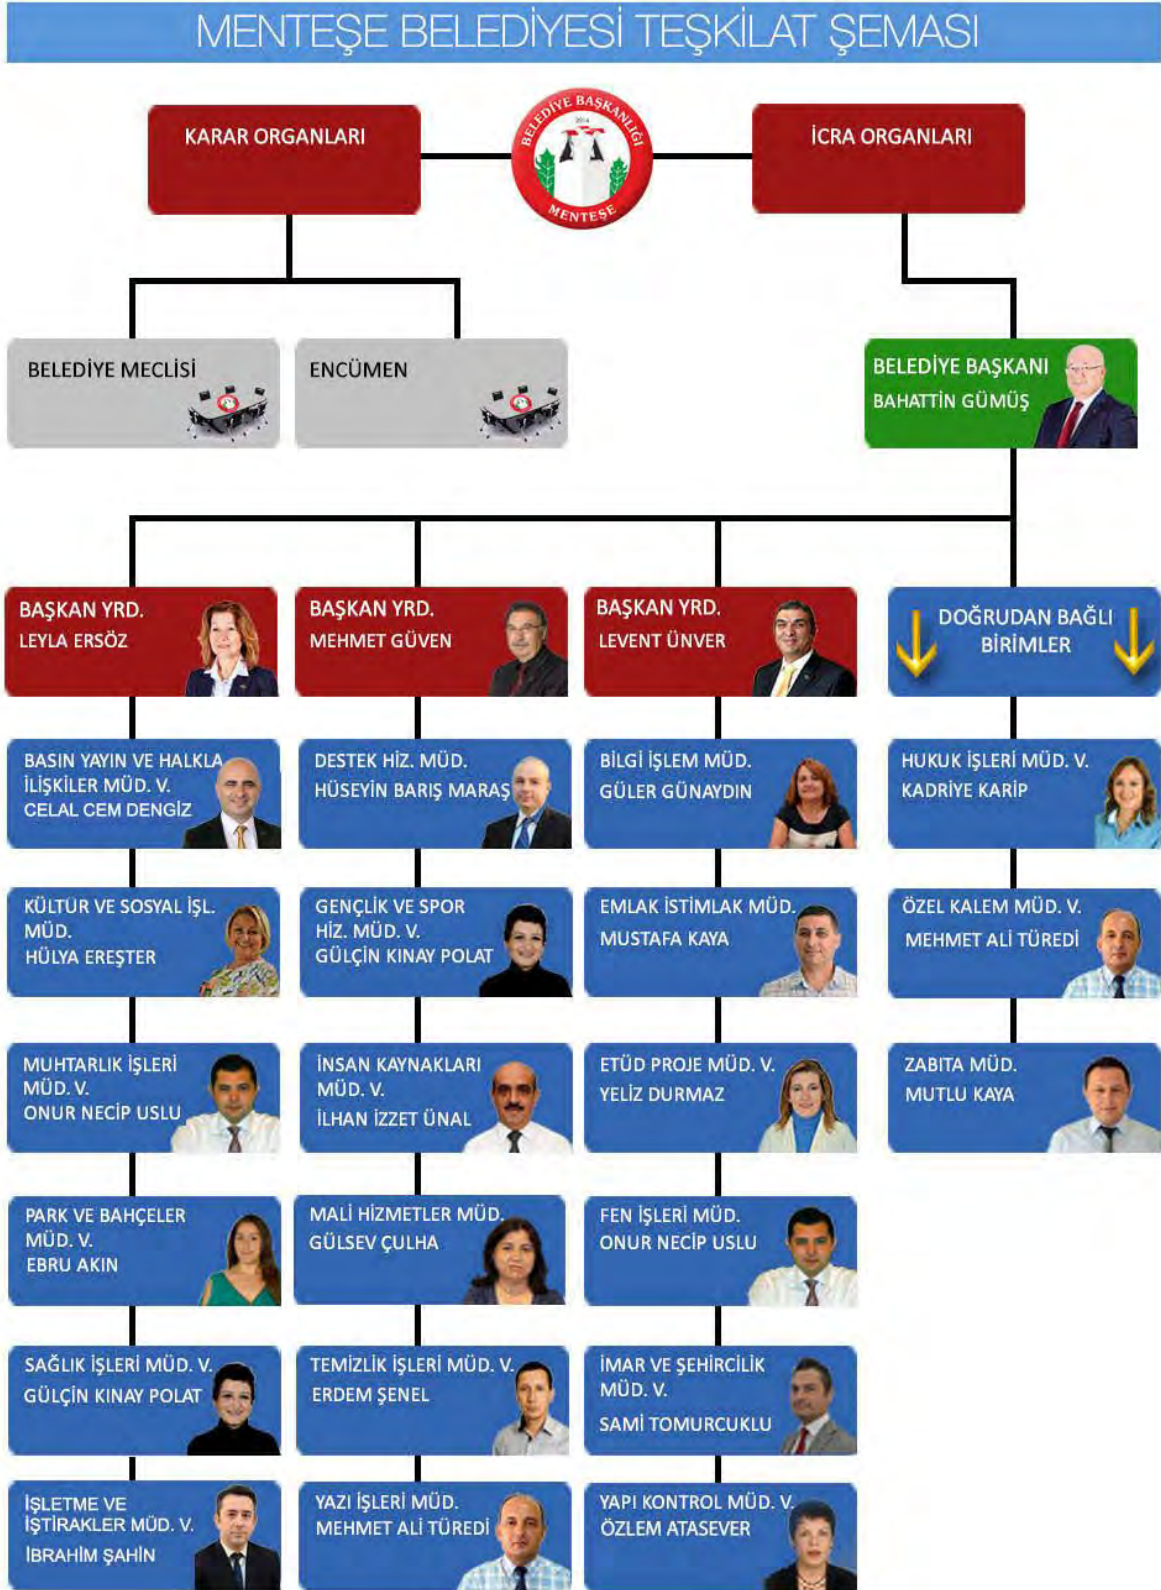 MENTEŞE BELEDİYESİ TEŞKİLAT ŞEMASI
KARAR ORGANLARI
BELEDİYE BAŞKANLIĞI
2014
MENTEŞE
İCRA ORGANLARI
BELEDİYE MECLİSİ
ENCÜMEN
BELEDİYE BAŞKANI
BAHATTİN GÜMÜŞ
BAŞKAN YRD.
LEYLA ERSÖZ
BAŞKAN YRD.
MEHMET GÜVEN
BAŞKAN YRD.
LEVENT ÜNVER
DOĞRUDAN BAĞLI
BİRİMLER
BASIN YAYIN VE HALKLA
İLİŞKİLER MÜD. V.
CELAL CEM DENGİZ
DESTEK HİZ. MÜD.
HÜSEYİN BARIŞ MARAŞ
BİLGİ İŞLEM MÜD.
GÜLER GÜNAYDIN
HUKUK İŞLERİ MÜD. V.
KADRİYE KARİP
KÜLTÜR VE SOSYAL İŞL.
MÜD.
HÜLYA EREŞTER
GENÇLİK VE SPOR
HİZ. MÜD. V.
GÜLÇİN KINAY POLAT
EMLAK İSTİMLAK MÜD.
MUSTAFA KAYA
ÖZEL KALEM MÜD. V.
MEHMET ALİ TÜREDİ
MUHTARLIK İŞLERİ
MÜD. V.
ONUR NECİP USLU
İNSAN KAYNAKLARI
MÜD. V.
İLHAN İZZET ÜNAL
ETÜD PROJE MÜD. V.
YELİZ DURMAZ
ZABITA MÜD.
MUTLU KAYA
PARK VE BAHÇELER
MÜD. V.
EBRU AKIN
MALİ HİZMETLER MÜD.
GÜLSEV ÇULHA
FEN İŞLERİ MÜD.
ONUR NECİP USLU
SAĞLIK İŞLERİ MÜD. V.
GÜLÇİN KINAY POLAT
TEMİZLİK İŞLERİ MÜD. V.
ERDEM ŞENEL
İMAR VE ŞEHİRCİLİK
MÜD. V.
SAMİ TOMURCUKLU
İŞLETME VE
İŞTİRAKLER MÜD. V.
İBRAHİM ŞAHİN
YAZI İŞLERİ MÜD.
MEHMET ALİ TÜREDİ
YAPI KONTROL MÜD. V.
ÖZLEM ATASEVER